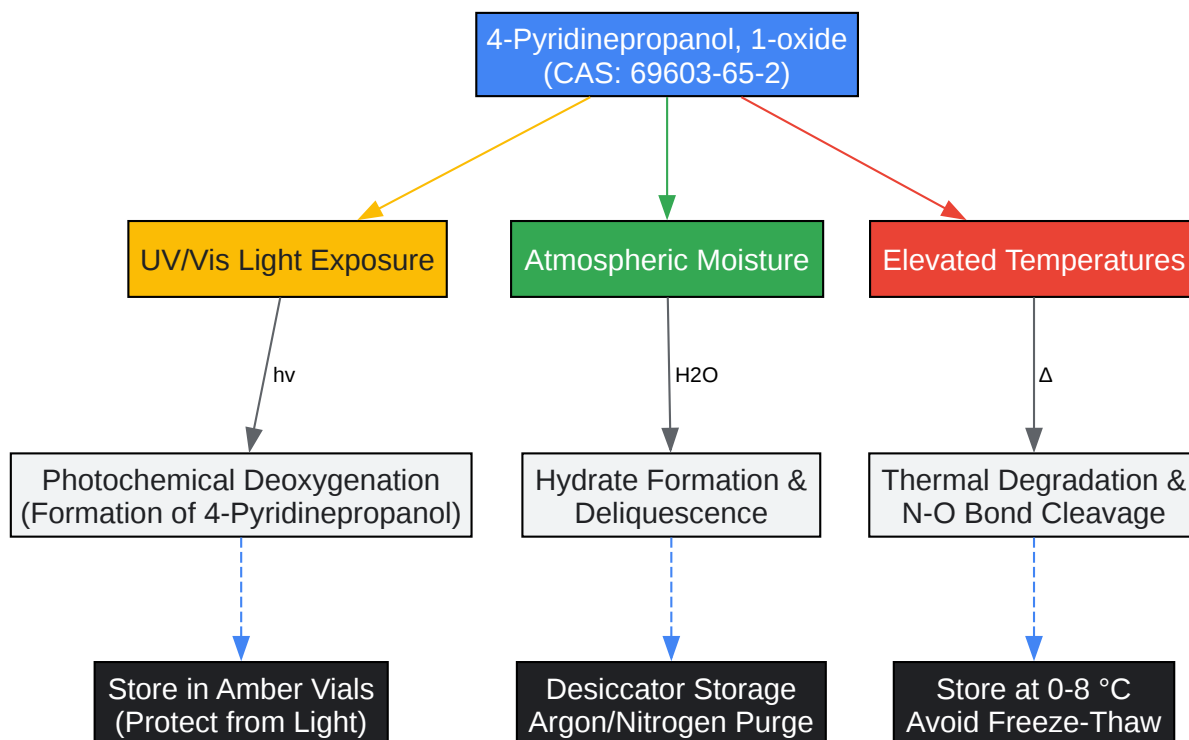 4-Pyridinepropanol, 1-oxide
(CAS: 69603-65-2)
UV/Vis Light Exposure
Atmospheric Moisture
Elevated Temperatures
hv
H2O
Δ
Photochemical Deoxygenation
(Formation of 4-Pyridinepropanol)
Hydrate Formation &
Deliquescence
Thermal Degradation &
N-O Bond Cleavage
Store in Amber Vials
(Protect from Light)
Desiccator Storage
Argon/Nitrogen Purge
Store at 0-8 °C
Avoid Freeze-Thaw